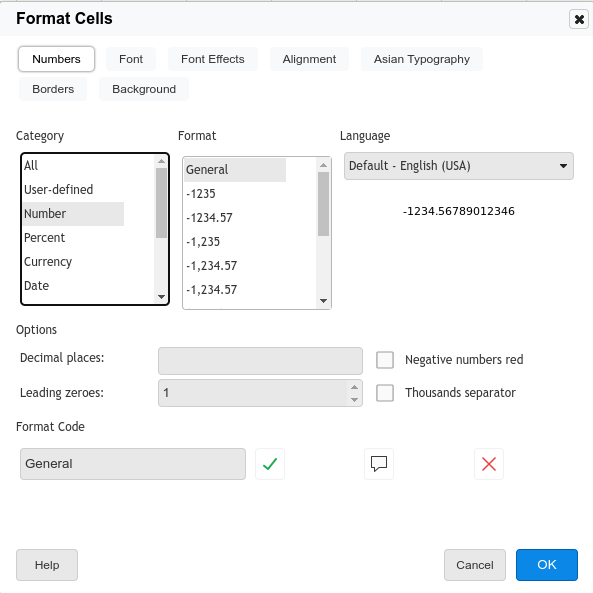 Format Cells
Numbers Font Font Effects Alignment Asian Typography
Borders Background
Category Format Language
All
User-defined
Number
Percent
Currency
Date
General
-1235
-1234.57
-1,235
-1,234.57
-1,234.57
Default - English (USA)
-1234.56789012346
Options
Decimal places:
Negative numbers red
Leading zeroes: 1
Thousands separator
Format Code
General
Help Cancel OK